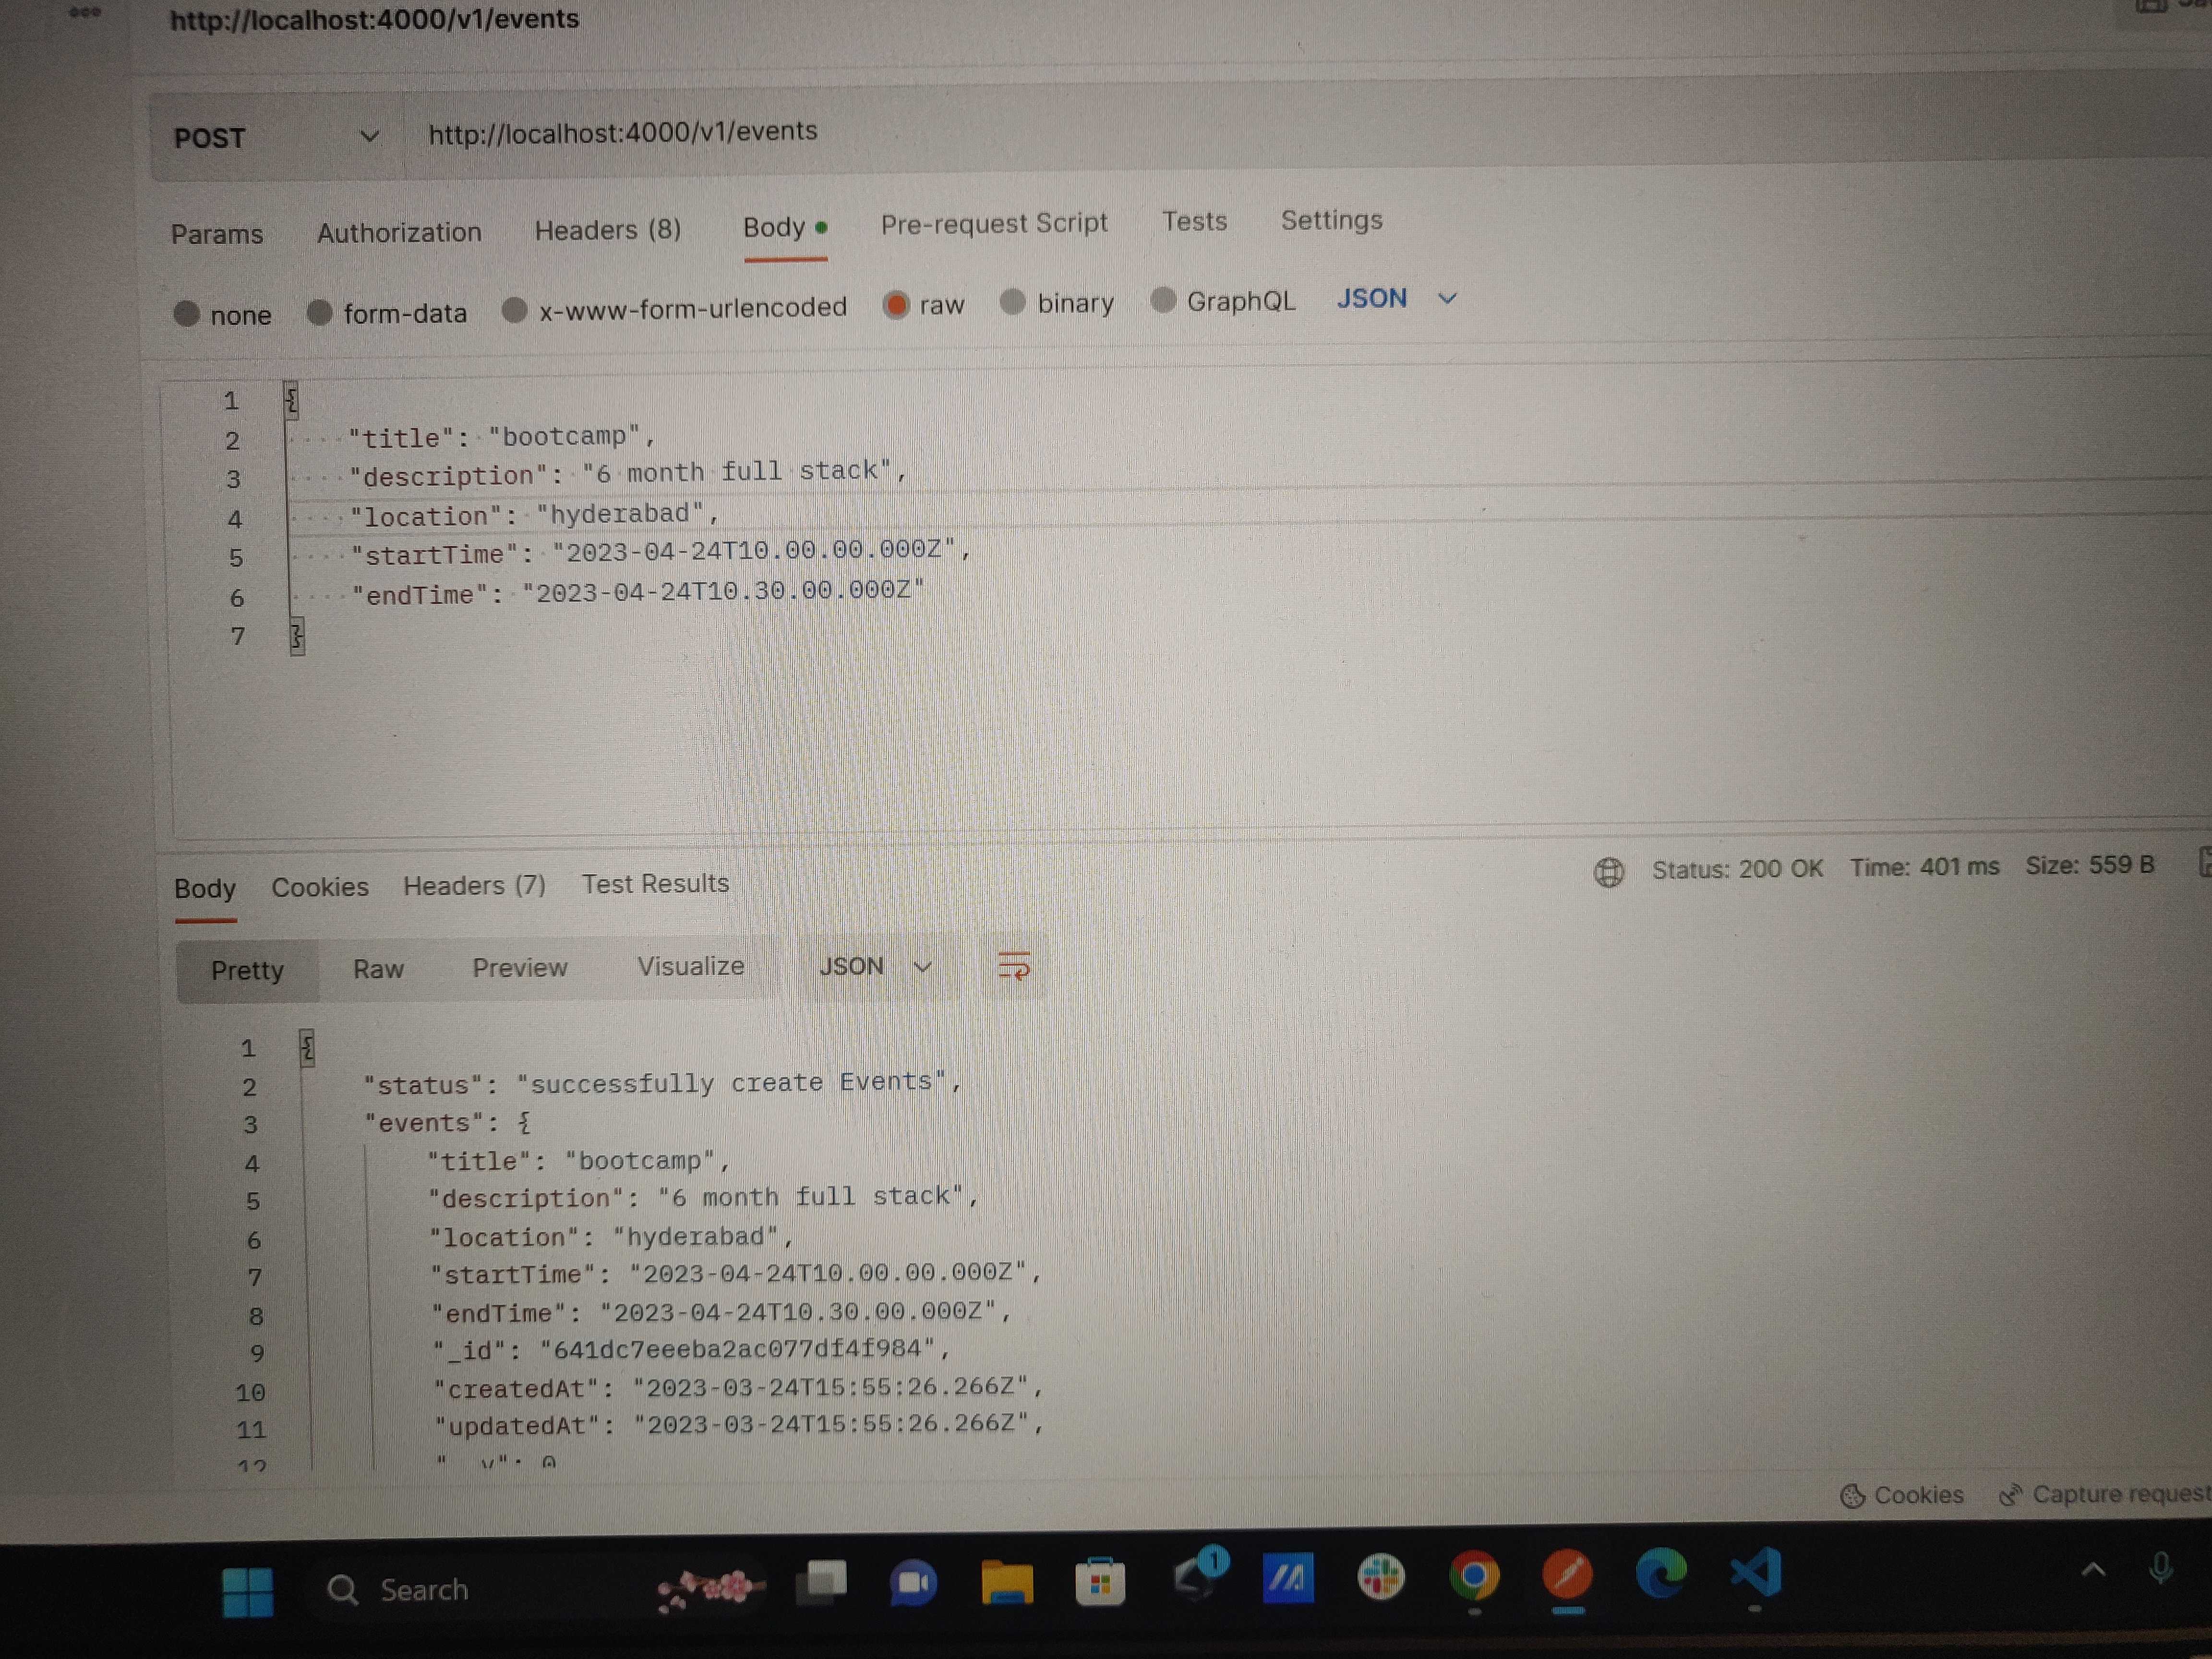 http://localhost:4000/v1/events
POST http://localhost:4000/v1/events
Params Authorization Headers (8) Body Pre-request Script Tests Settings
none form-data x-www-form-urlencoded raw binary GraphQL JSON
1 {
2 "title": "bootcamp",
3 "description": "6 month full stack",
4 "location": "hyderabad",
5 "startTime": "2023-04-24T10.00.00.000Z",
6 "endTime": "2023-04-24T10.30.00.000Z"
7 }
Body Cookies Headers (7) Test Results Status: 200 OK Time: 401 ms Size: 559 B
Pretty Raw Preview Visualize JSON
1 {
2 "status": "successfully create Events",
3 "events": {
4 "title": "bootcamp",
5 "description": "6 month full stack",
6 "location": "hyderabad",
7 "startTime": "2023-04-24T10.00.00.000Z",
8 "endTime": "2023-04-24T10.30.00.000Z",
9 "_id": "641dc7eeeba2ac077df4f984",
10 "createdAt": "2023-03-24T15:55:26.266Z",
11 "updatedAt": "2023-03-24T15:55:26.266Z",
12
Cookies Capture request
Search 1